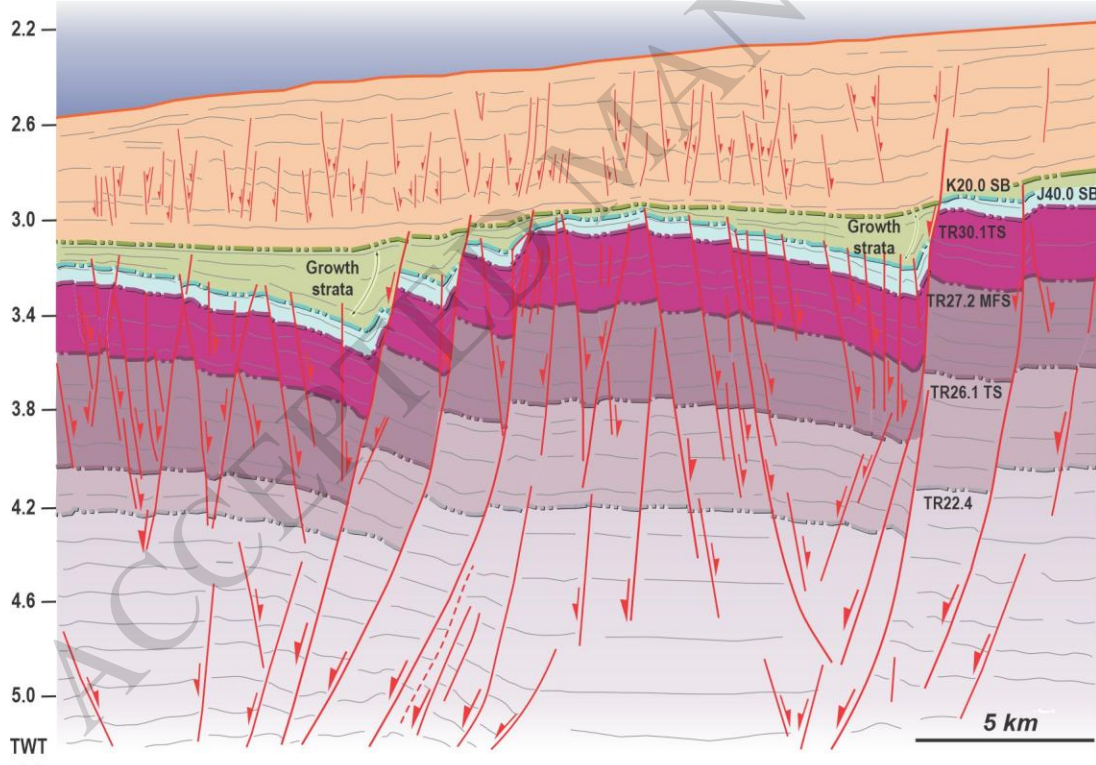 2.2
2.6
3.0
3.4
3.8
4.2
4.6
5.0
TWT
ACCEPTED MAN
K20.0 SB
J40.0 SB
Growth
strata
TR30.1TS
Growth
strata
TR27.2 MFS
TR26.1 TS
TR22.4
5 km